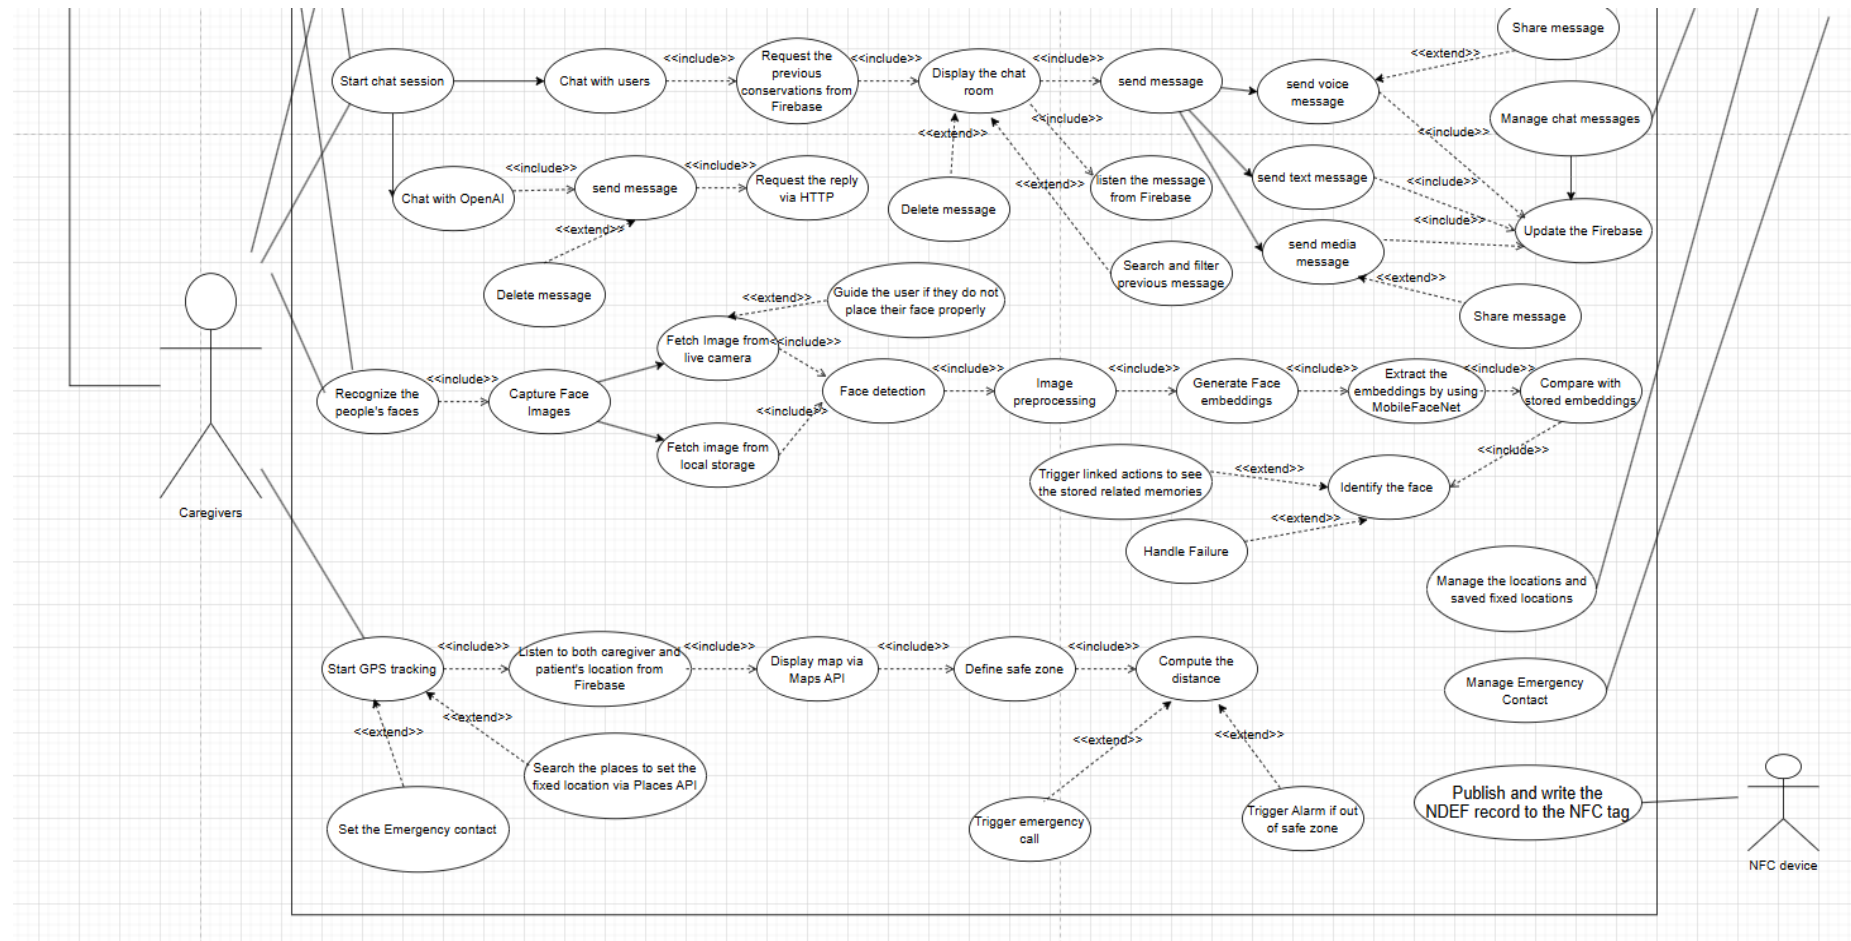 Share message
<<extend>>
Start chat session
Chat with users
<<include>>
Request the
previous
conservations from
Firebase
<<include>>
Display the chat
room
<<include>>
send message
send voice
message
Manage chat messages
<<include>>
<<extend>>
<<include>>
<<include>>
Chat with OpenAI
send message
<<include>>
Request the reply
via HTTP
<<extend>>
Delete message
<<extend>>
Delete message
<<extend>>
listen the message
from Firebase
send text message
<<include>>
<<include>>
Update the Firebase
send media
message
<<extend>>
Search and filter
previous message
Share message
<<extend>>
Guide the user if they do not
place their face properly
Fetch Image from
live camera
<<include>>
Recognize the
people's faces
<<include>>
Capture Face
Images
Face detection
<<include>>
Image
preprocessing
<<include>>
Generate Face
embeddings
<<include>>
Extract the
embeddings by using
MobileFaceNet
<<include>>
Compare with
stored embeddings
<<include>>
Fetch image from
local storage
<<include>>
Trigger linked actions to see
the stored related memories
<<extend>>
Identify the face
<<extend>>
Handle Failure
Caregivers
Manage the locations and
saved fixed locations
Start GPS tracking
<<include>>
Listen to both caregiver and
patient's location from
Firebase
<<include>>
Display map via
Maps API
<<include>>
Define safe zone
<<include>>
Compute the
distance
Manage Emergency
Contact
<<extend>>
<<extend>>
<<extend>>
<<extend>>
Search the places to set the
fixed location via Places API
Set the Emergency contact
Trigger emergency
call
Trigger Alarm if out
of safe zone
Publish and write the
NDEF record to the NFC tag
NFC device